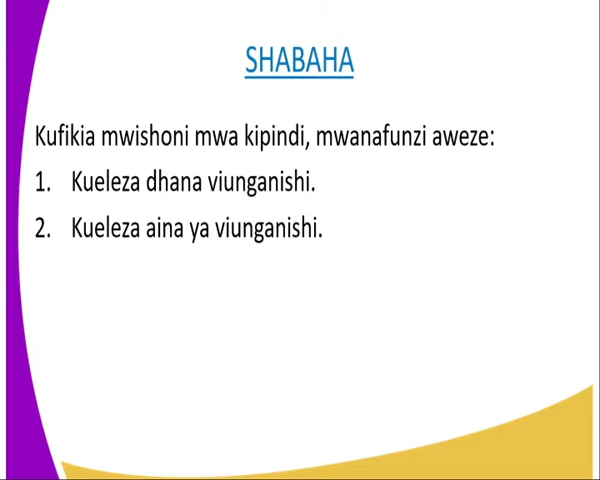 SHABAHA
Kufikia mwishoni mwa kipindi, mwanafunzi aweze:
1. Kueleza dhana viunganishi.
2. Kueleza aina ya viunganishi.